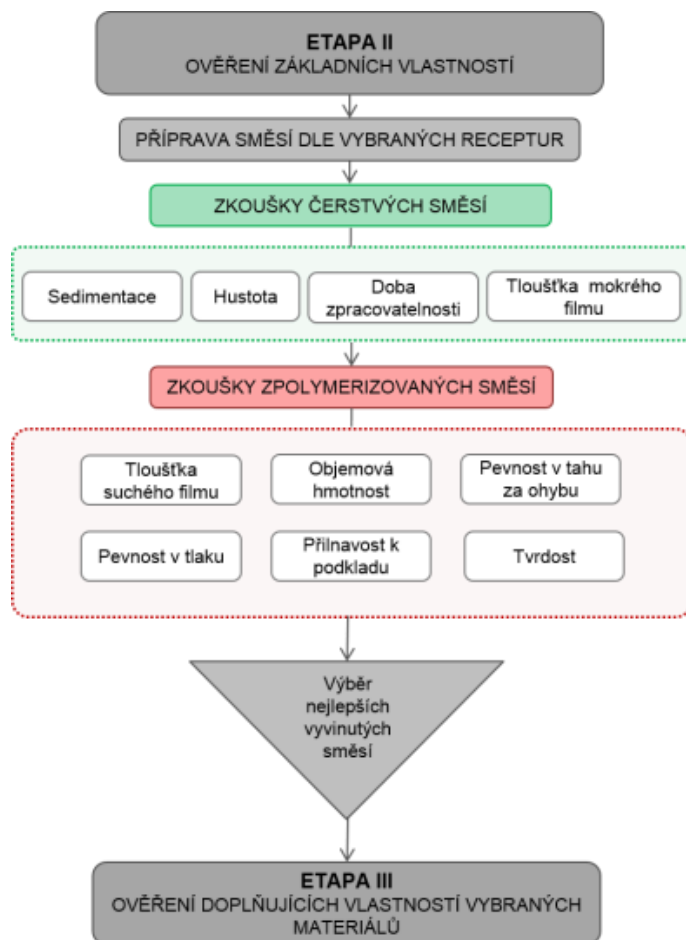 ETAPA II
OVĚŘENÍ ZÁKLADNÍCH VLASTNOSTÍ
PŘÍPRAVA SMĚSÍ DLE VYBRANÝCH RECEPTUR
ZKOUŠKY ČERSTVÝCH SMĚSÍ
Sedimentace
Hustota
Doba
zpracovatelnosti
Tloušťka mokrého
filmu
ZKOUŠKY ZPOLYMERIZOVANÝCH SMĚSÍ
Tloušťka
suchého filmu
Objemová
hmotnost
Pevnost v tahu
za ohybu
Pevnost v tlaku
Přilnavost k
podkladu
Tvrdost
Výběr
nejlepších
vyvinutých
směsí
ETAPA III
OVĚŘENÍ DOPLŇUJÍCÍCH VLASTNOSTÍ VYBRANÝCH
MATERIÁLŮ